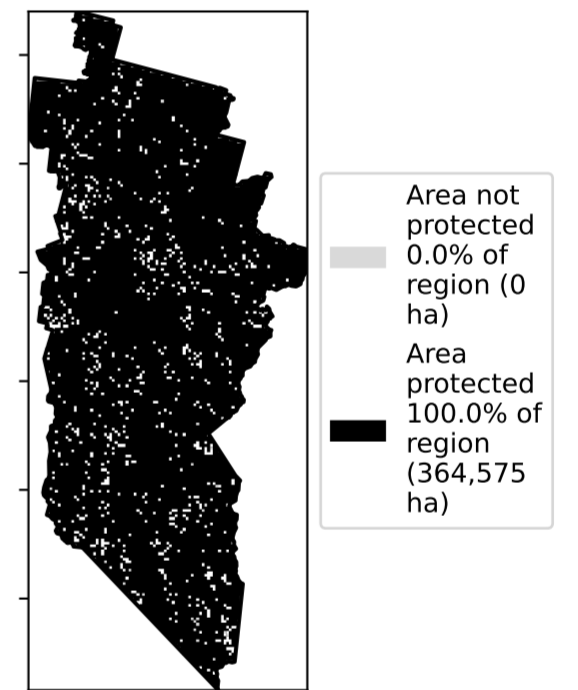 Area not
protected
0.0% of
region (0
ha)
Area
protected
100.0% of
region
(364,575
ha)